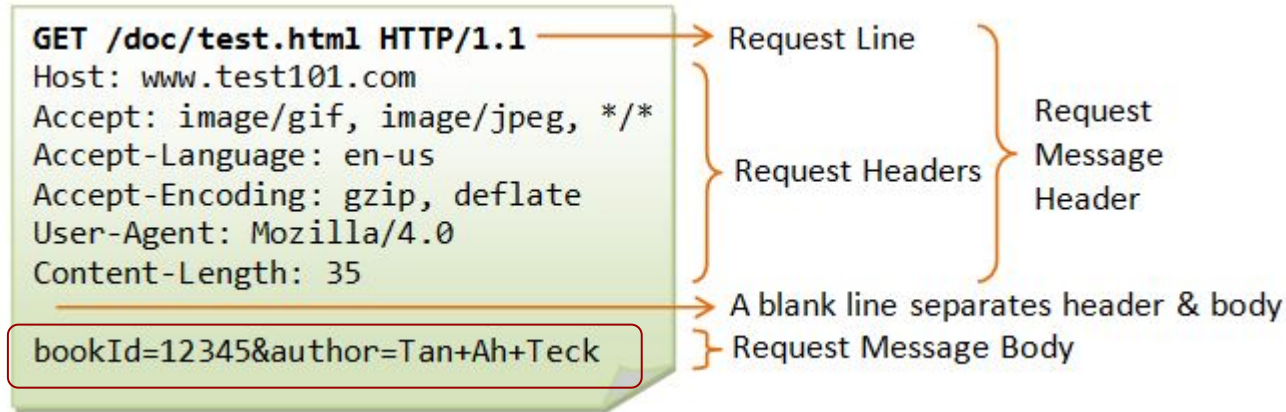 GET /doc/test.html HTTP/1.1
Host: www.test101.com
Accept: image/gif, image/jpeg, */*
Accept-Language: en-us
Accept-Encoding: gzip, deflate
User-Agent: Mozilla/4.0
Content-Length: 35
bookId=12345&author=Tan+Ah+Teck
Request Line
Request Headers
Request
Message
Header
A blank line separates header & body
Request Message Body